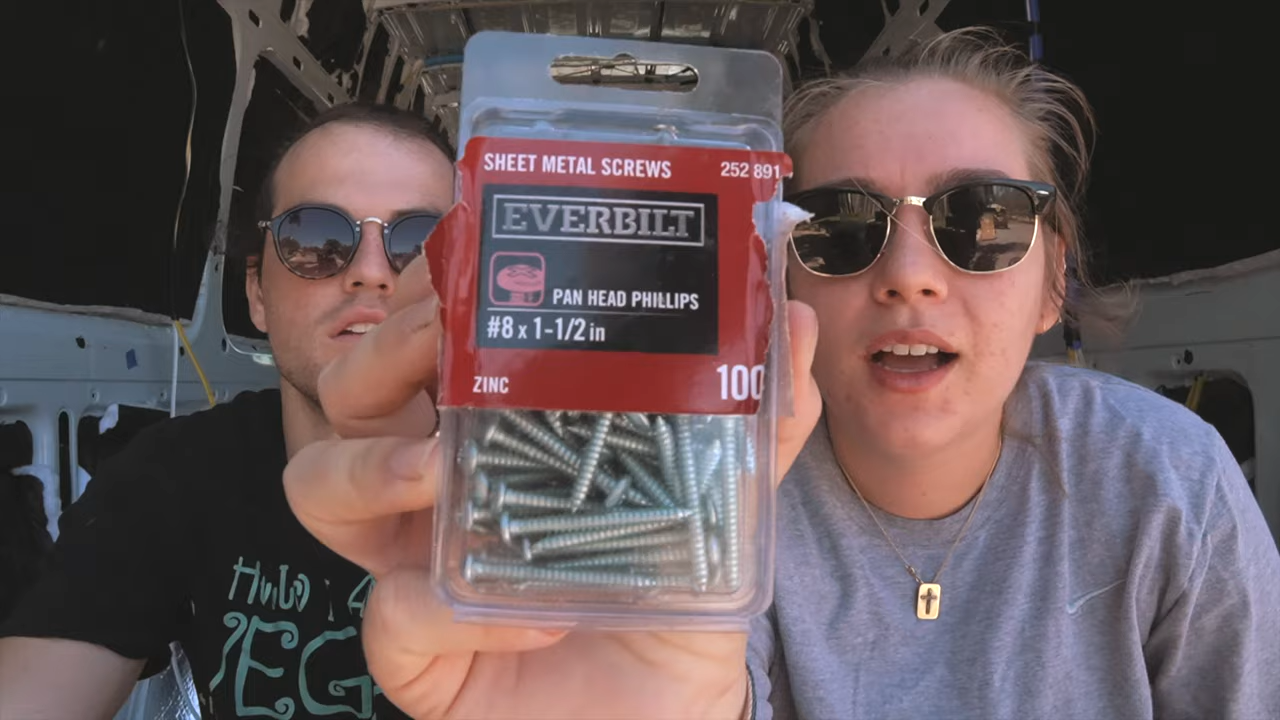 SHEET METAL SCREWS 252 891
EVERBILT
PAN HEAD PHILLIPS
#8 x 1-1/2 in
ZINC 100